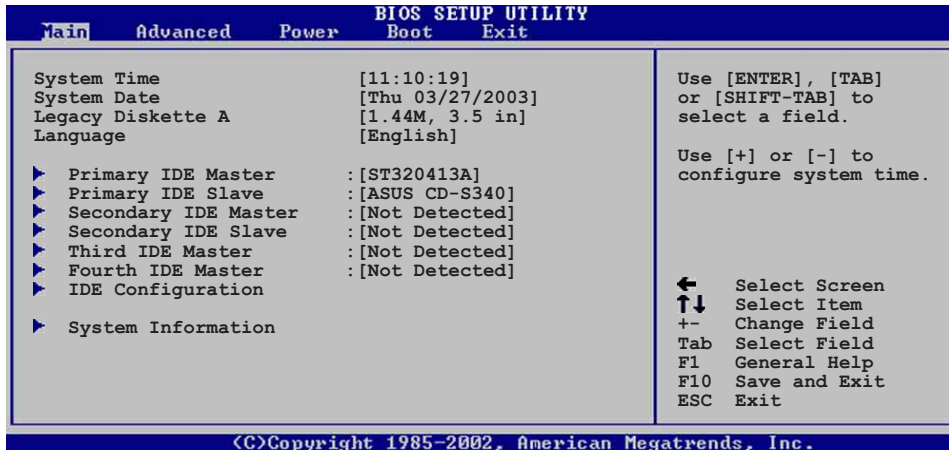 BIOS SETUP UTILITY
Main Advanced Power Boot Exit
System Time [11:10:19]
System Date [Thu 03/27/2003]
Legacy Diskette A [1.44M, 3.5 in]
Language [English]
Primary IDE Master :[ST320413A]
Primary IDE Slave :[ASUS CD-S340]
Secondary IDE Master :[Not Detected]
Secondary IDE Slave :[Not Detected]
Third IDE Master :[Not Detected]
Fourth IDE Master :[Not Detected]
IDE Configuration
System Information
Use [ENTER], [TAB]
or [SHIFT-TAB] to
select a field.
Use [+] or [-] to
configure system time.
← Select Screen
↑↓ Select Item
+- Change Field
Tab Select Field
F1 General Help
F10 Save and Exit
ESC Exit
(C)Copyright 1985-2002, American Megatrends, Inc.